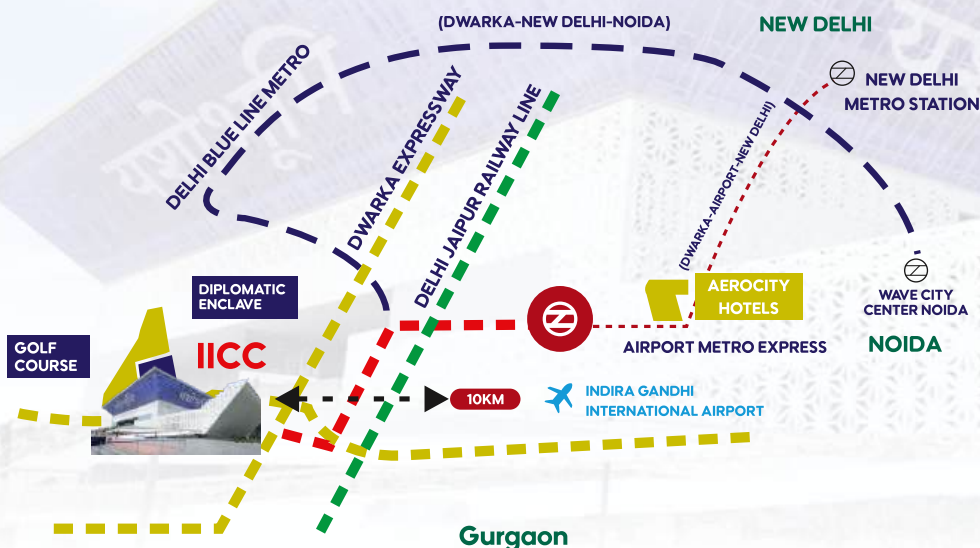 (DWARKA-NEW DELHI-NOIDA)
NEW DELHI
DELHI BLUE LINE METRO
DWARKA EXPRESSWAY
DELHI JAIPUR RAILWAY LINE
(DWARKA-AIRPORT-NEW DELHI)
NEW DELHI
METRO STATION
DIPLOMATIC
ENCLAVE
AEROCITY
HOTELS
WAVE CITY
CENTER NOIDA
NOIDA
GOLF
COURSE
IICC
AIRPORT METRO EXPRESS
10KM
INDIRA GANDHI
INTERNATIONAL AIRPORT
Gurgaon